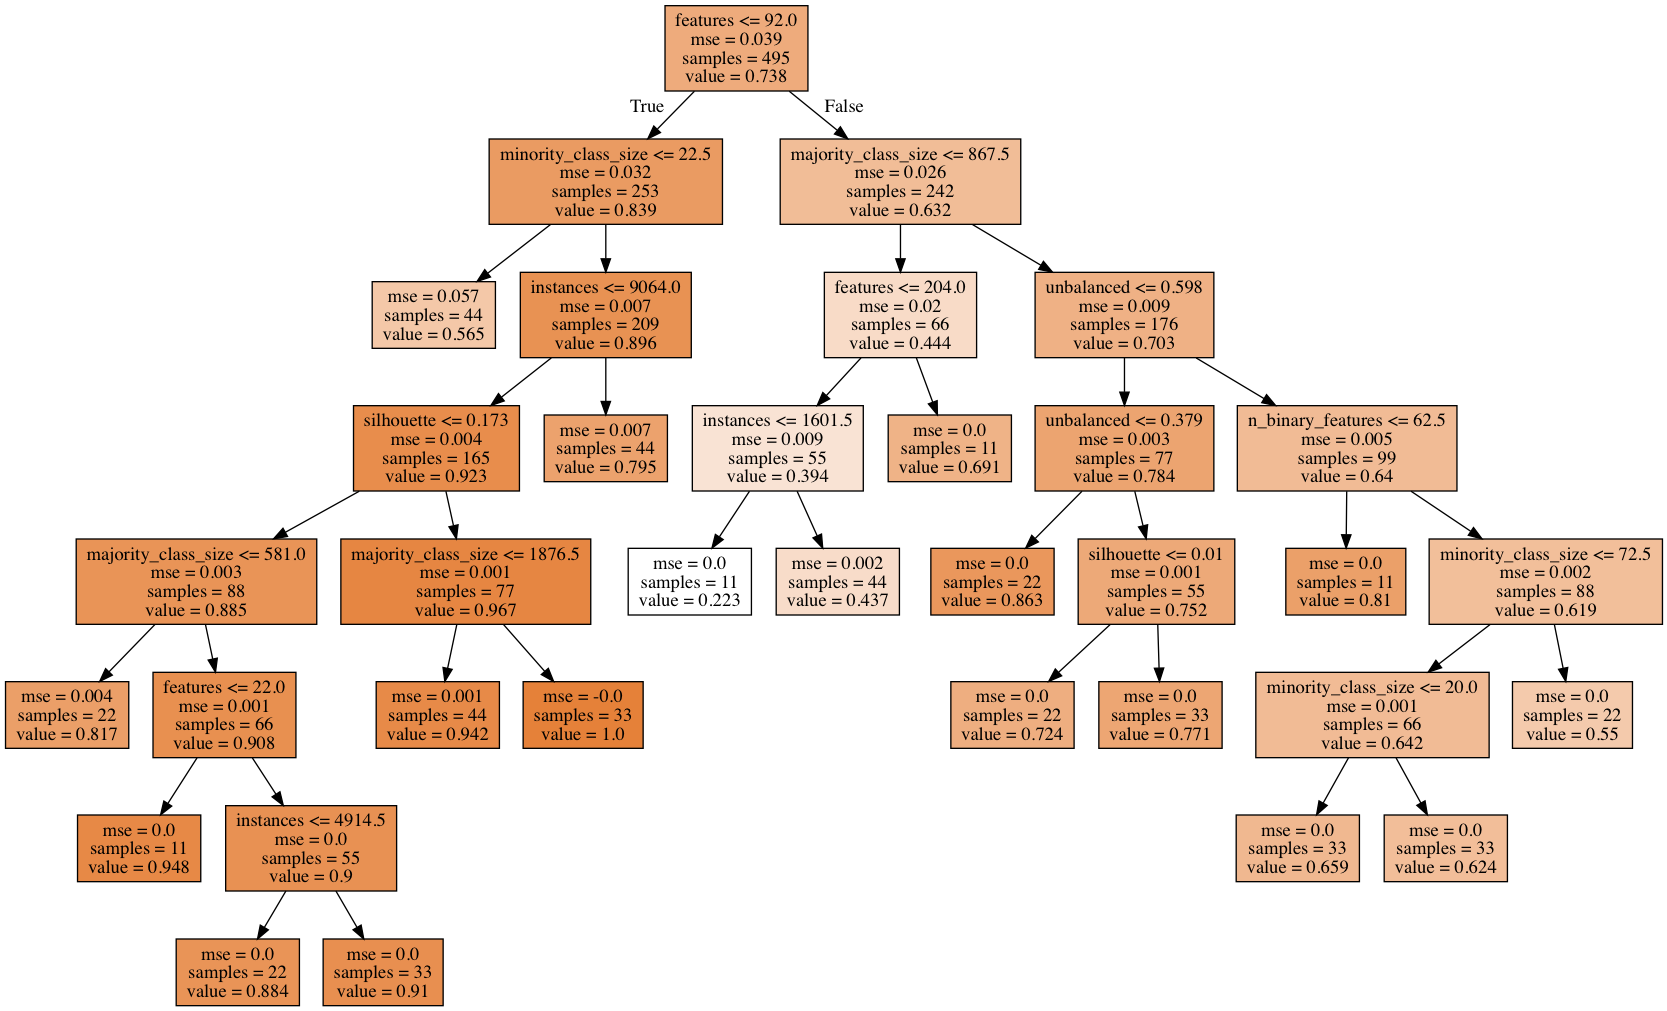 features <= 92.0
mse = 0.039
samples = 495
value = 0.738
True
False
minority_class_size <= 22.5
mse = 0.032
samples = 253
value = 0.839
majority_class_size <= 867.5
mse = 0.026
samples = 242
value = 0.632
mse = 0.057
samples = 44
value = 0.565
instances <= 9064.0
mse = 0.007
samples = 209
value = 0.896
features <= 204.0
mse = 0.02
samples = 66
value = 0.444
unbalanced <= 0.598
mse = 0.009
samples = 176
value = 0.703
silhouette <= 0.173
mse = 0.004
samples = 165
value = 0.923
mse = 0.007
samples = 44
value = 0.795
instances <= 1601.5
mse = 0.009
samples = 55
value = 0.394
mse = 0.0
samples = 11
value = 0.691
unbalanced <= 0.379
mse = 0.003
samples = 77
value = 0.784
n_binary_features <= 62.5
mse = 0.005
samples = 99
value = 0.64
majority_class_size <= 581.0
mse = 0.003
samples = 88
value = 0.885
majority_class_size <= 1876.5
mse = 0.001
samples = 77
value = 0.967
mse = 0.0
samples = 11
value = 0.223
mse = 0.002
samples = 44
value = 0.437
mse = 0.0
samples = 22
value = 0.863
silhouette <= 0.01
mse = 0.001
samples = 55
value = 0.752
mse = 0.0
samples = 11
value = 0.81
minority_class_size <= 72.5
mse = 0.002
samples = 88
value = 0.619
mse = 0.004
samples = 22
value = 0.817
features <= 22.0
mse = 0.001
samples = 66
value = 0.908
mse = 0.001
samples = 44
value = 0.942
mse = -0.0
samples = 33
value = 1.0
mse = 0.0
samples = 22
value = 0.724
mse = 0.0
samples = 33
value = 0.771
minority_class_size <= 20.0
mse = 0.001
samples = 66
value = 0.642
mse = 0.0
samples = 22
value = 0.55
mse = 0.0
samples = 11
value = 0.948
instances <= 4914.5
mse = 0.0
samples = 55
value = 0.9
mse = 0.0
samples = 33
value = 0.659
mse = 0.0
samples = 33
value = 0.624
mse = 0.0
samples = 22
value = 0.884
mse = 0.0
samples = 33
value = 0.91